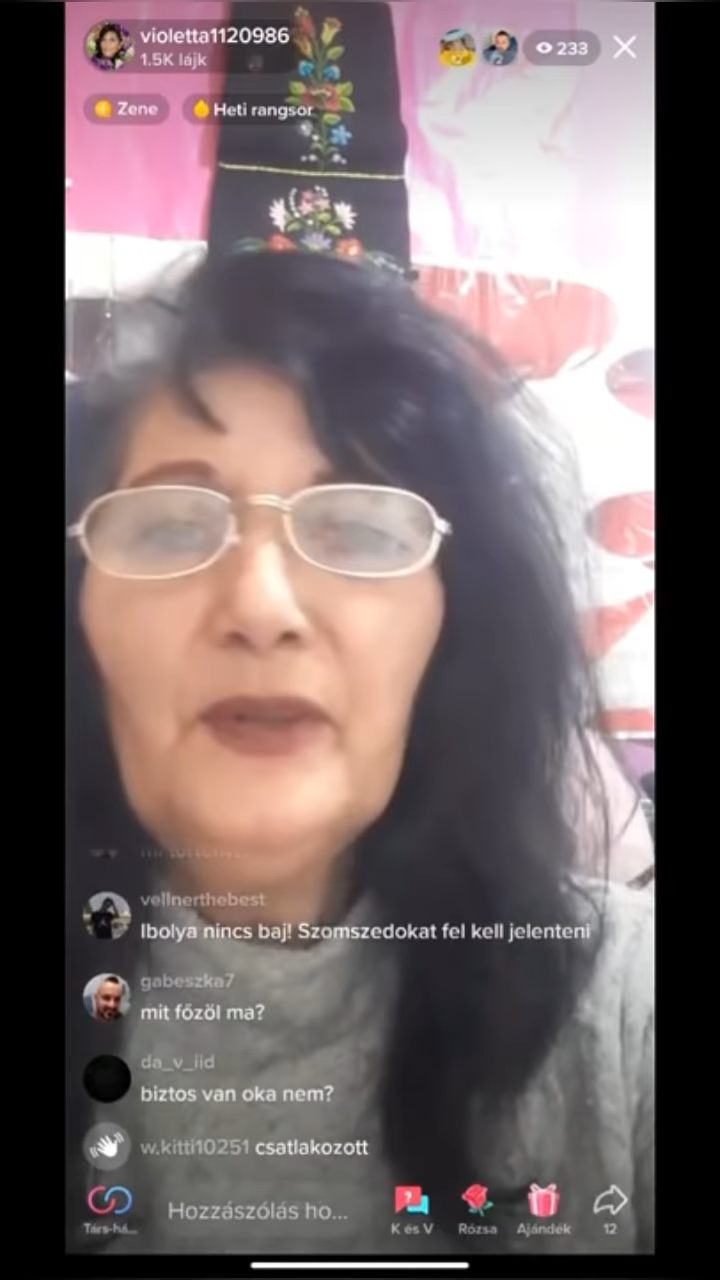 violetta1120986
1.5K lájk
233
Zene
Heti rangsor
vellnerthebest
Ibolya nincs baj! Szomszedokat fel kell jelenteni
gabeszka7
mit főzöl ma?
da_v_iid
biztos van oka nem?
w.kitti10251 csatlakozott
Társ-há...
Hozzászólás ho...
K és V
Rózsa
Ajándék
12